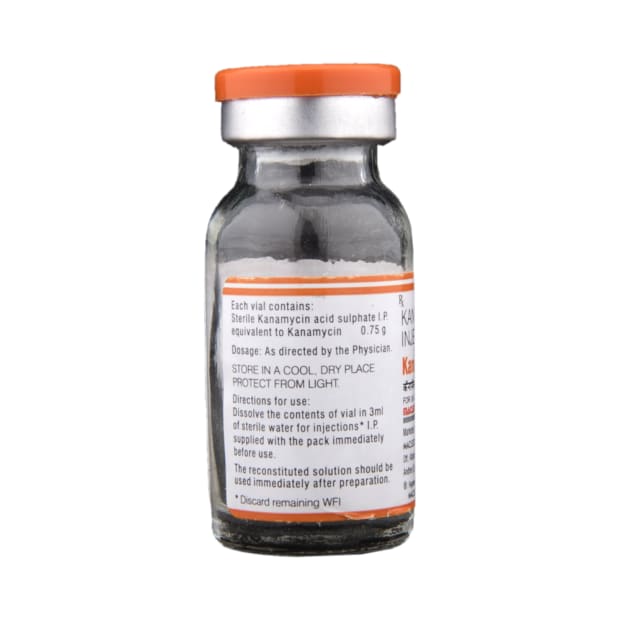 Each vial contains:
Sterile Kanamycin acid sulphate I.P.
equivalent to Kanamycin 0.75 g
Dosage: As directed by the Physician.
STORE IN A COOL, DRY PLACE
PROTECT FROM LIGHT.
Directions for use:
Dissolve the contents of vial in 3ml
of sterile water for injections* I.P.
supplied with the pack immediately
before use.
The reconstituted solution should be
used immediately after preparation.
* Discard remaining WFI
℞